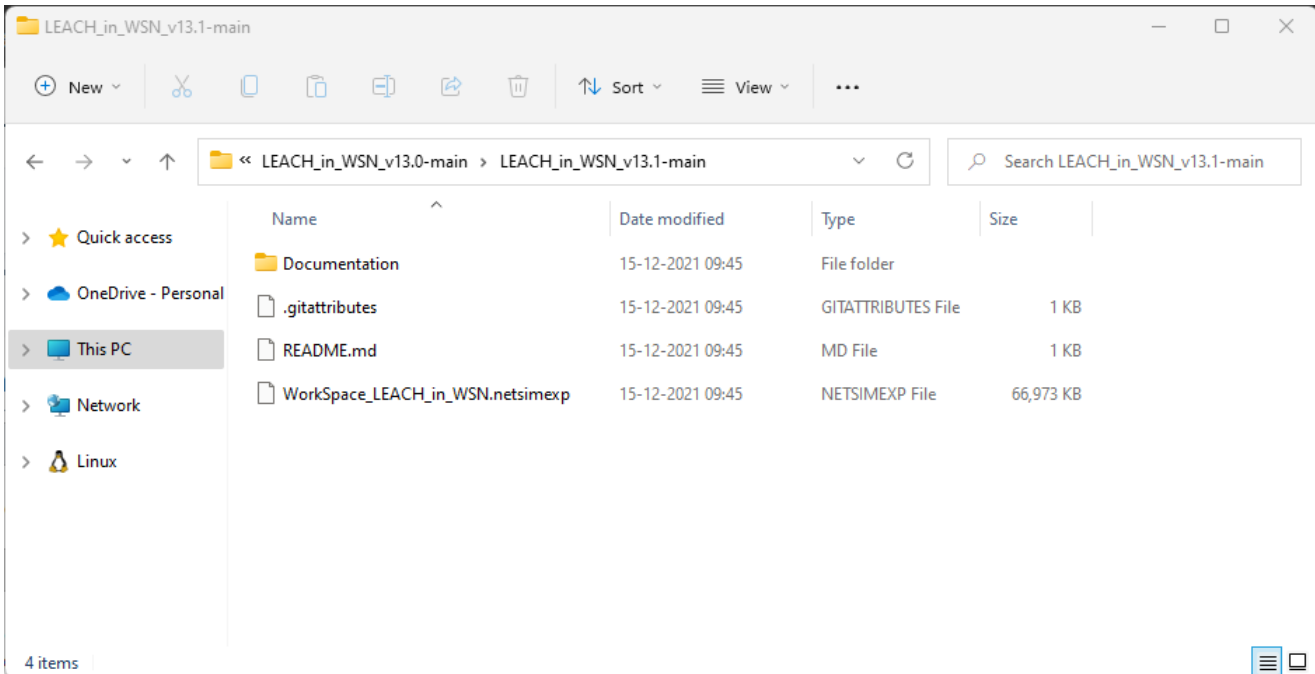 LEACH_in_WSN_v13.1-main
New Sort View
« LEACH_in_WSN_v13.0-main > LEACH_in_WSN_v13.1-main Search LEACH_in_WSN_v13.1-main
Quick access
OneDrive - Personal
This PC
Network
Linux
Name Date modified Type Size
Documentation 15-12-2021 09:45 File folder
.gitattributes 15-12-2021 09:45 GITATTRIBUTES File 1 KB
README.md 15-12-2021 09:45 MD File 1 KB
WorkSpace_LEACH_in_WSN.netsimexp 15-12-2021 09:45 NETSIMEXP File 66,973 KB
4 items